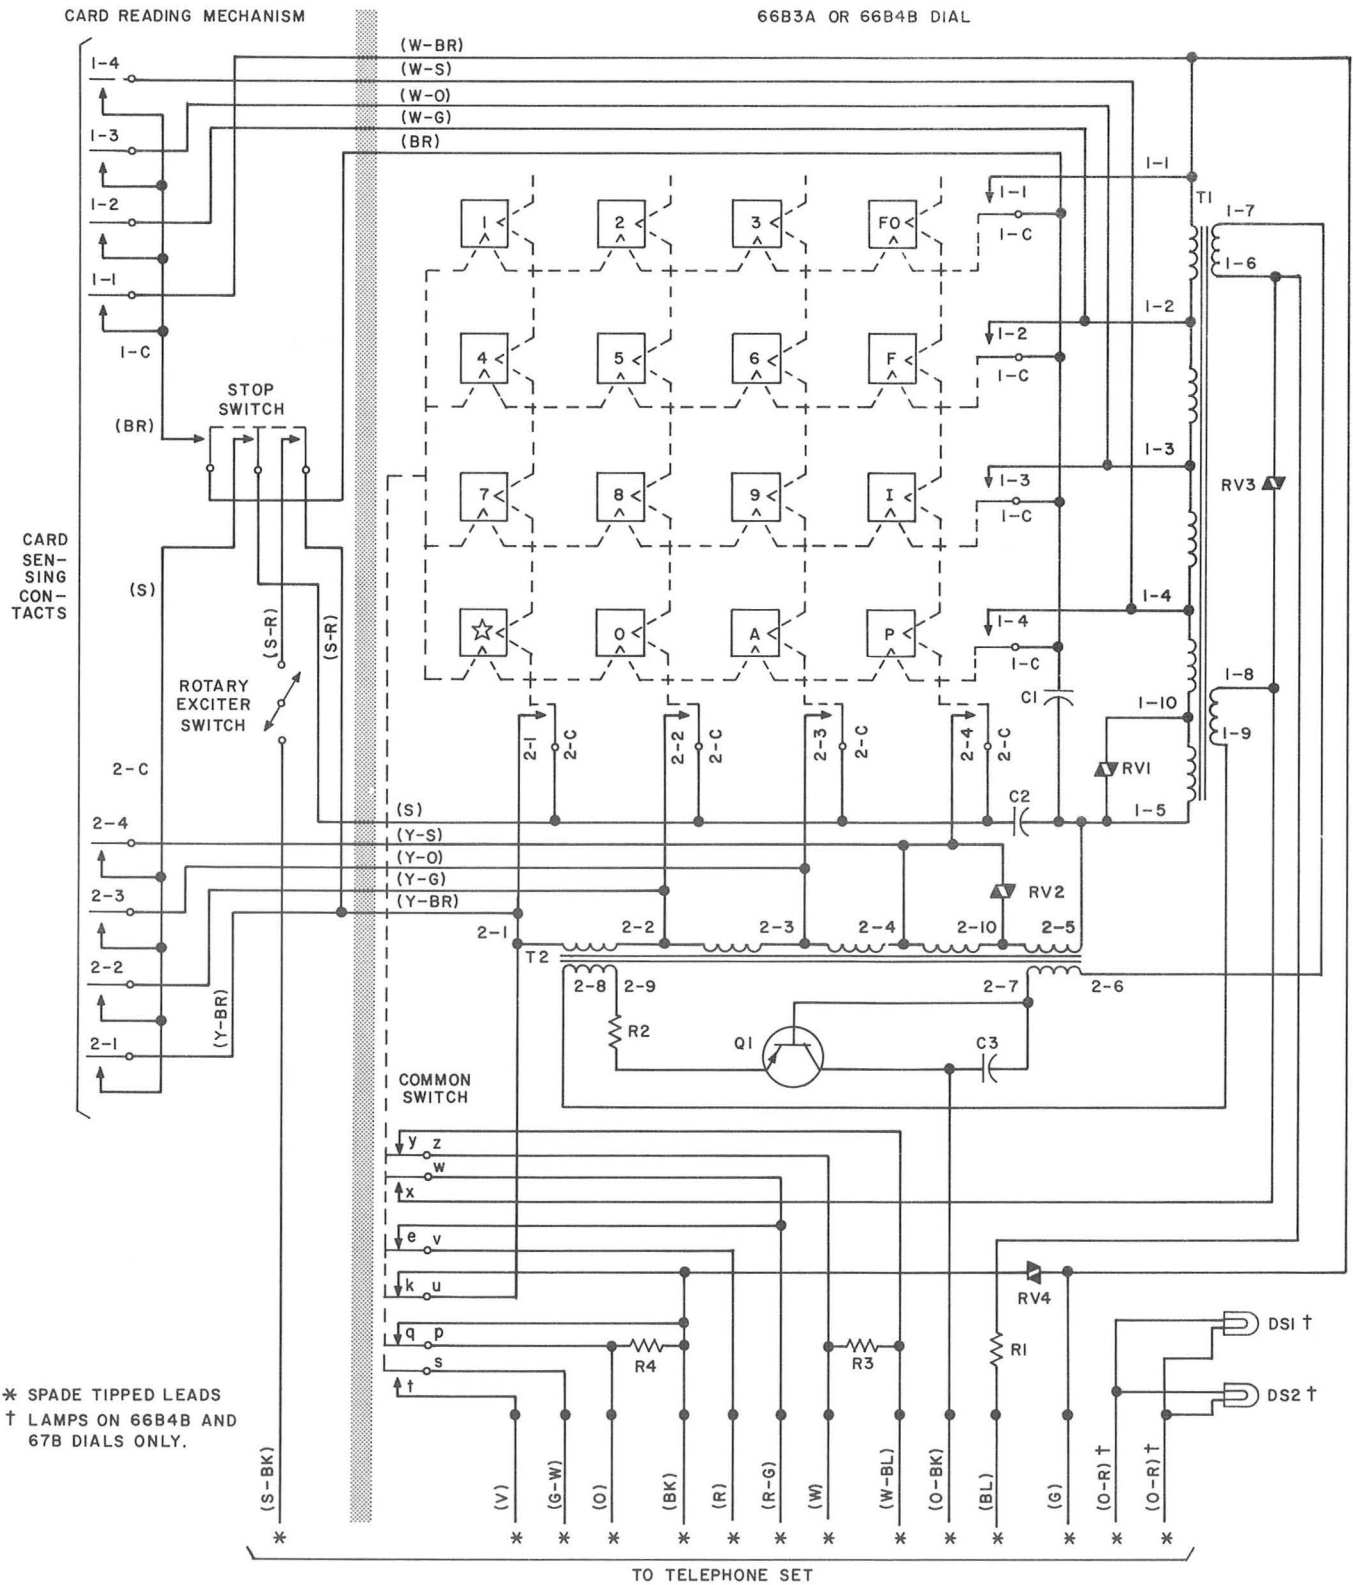 CARD READING MECHANISM
66B3A OR 66B4B DIAL
(W-BR)
(W-S)
(W-O)
(W-G)
(BR)
1-4
1-3
1-2
1-1
1-C
STOP
SWITCH
(BR)
CARD
SEN-
SING
CON-
TACTS
(S)
(S-R)
(S-R)
ROTARY
EXCITER
SWITCH
2-C
2-4
2-3
2-2
2-1
(Y-BR)
1 2 3 FO
4 5 6 F
7 8 9 I
☆ O A P
1-1
1-C
1-2
1-C
1-3
1-C
1-4
1-C
1-1
T1
1-7
1-6
1-2
1-3
RV3
1-4
1-8
1-10
1-9
C1
RV1
1-5
2-1
2-C
2-2
2-C
2-3
2-C
2-4
2-C
C2
(S)
(Y-S)
(Y-O)
(Y-G)
(Y-BR)
RV2
2-1
2-2
2-3
2-4
2-10
2-5
T2
2-8
2-9
2-7
2-6
R2
Q1
C3
COMMON
SWITCH
y z
w
x
e v
k u
q p
s
t
RV4
R4
R3
R1
DS1 †
DS2 †
* SPADE TIPPED LEADS
† LAMPS ON 66B4B AND
67B DIALS ONLY.
(S-BK)
(V)
(G-W)
(O)
(BK)
(R)
(R-G)
(W)
(W-BL)
(O-BK)
(BL)
(G)
(O-R) †
(O-R) †
* * * * * * * * * * * * * *
TO TELEPHONE SET